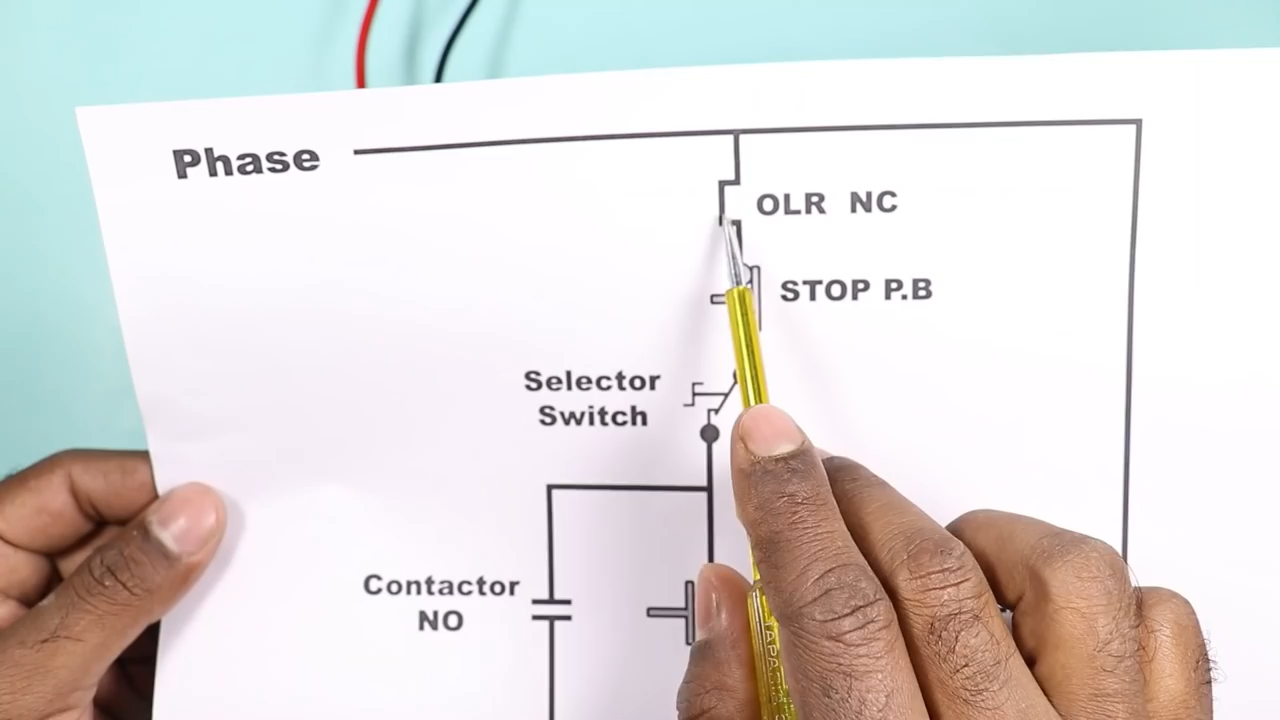 Phase
OLR NC
STOP P.B
Selector
Switch
Contactor
NO